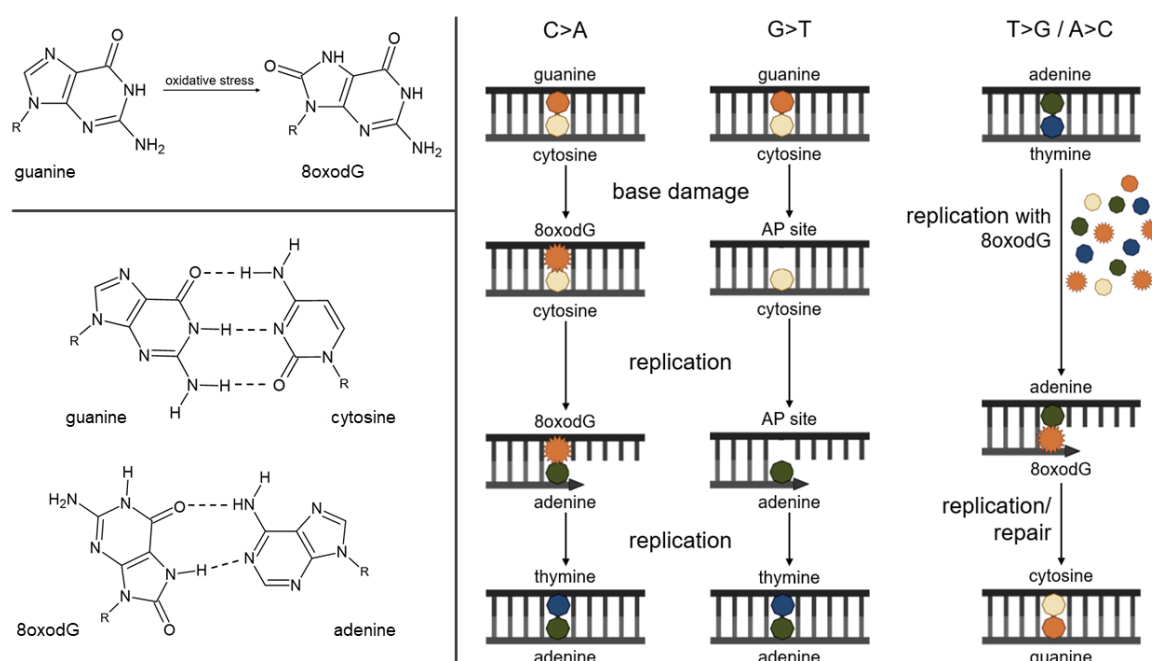 O
N
NH
N
N
R
NH2
guanine
oxidative stress
O
NH
O
NH
N
N
R
NH2
8oxodG
N
O
H
N
H
N
N
H
N
N
R
N
N
H
O
R
H
guanine
cytosine
H
H
H2N
N
O
HN
N
N
N
N
H
N
N
R
R
N
O
8oxodG
adenine
C>A
G>T
T>G / A>C
guanine
guanine
adenine
cytosine
cytosine
thymine
base damage
8oxodG
AP site
replication with
8oxodG
cytosine
cytosine
replication
8oxodG
AP site
adenine
adenine
adenine
8oxodG
replication
replication/
repair
thymine
thymine
cytosine
adenine
adenine
guanine